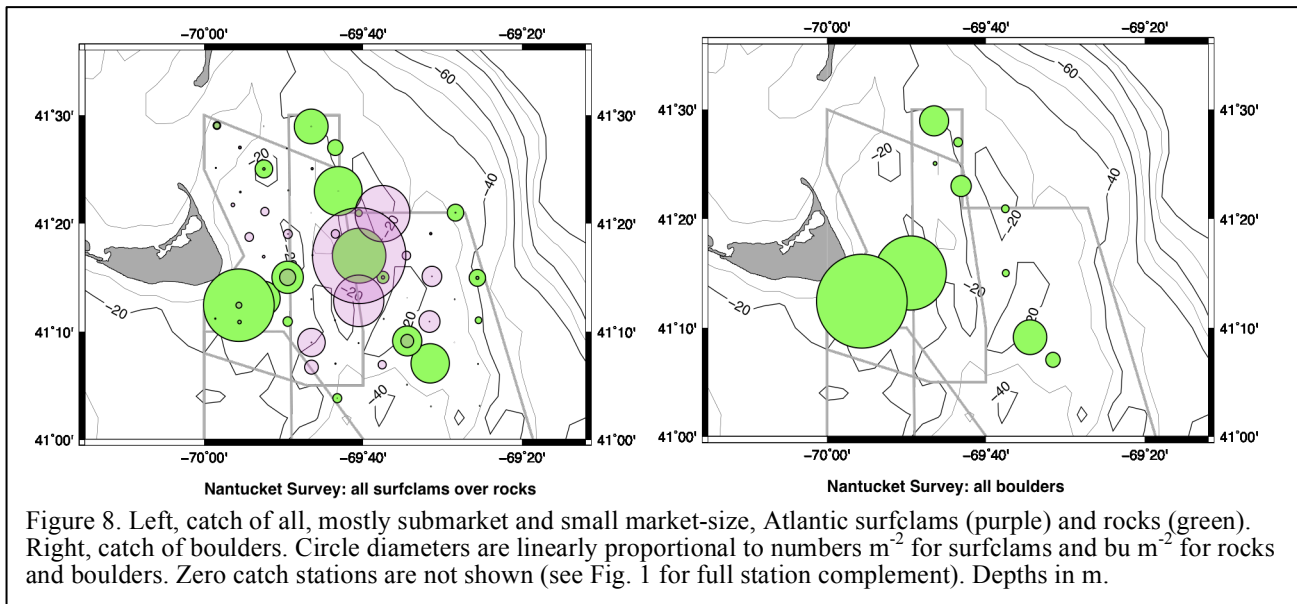 −70°00' −69°40' −69°20'
−70°00' −69°40' −69°20'
41°30' 41°30'
41°20' 41°20'
41°10' 41°10'
41°00' 41°00'
−60
−40
−20
−20
−20
−20
−20
−20
−40
−70°00' −69°40' −69°20'
Nantucket Survey: all surfclams over rocks
41°30' 41°30'
41°20' 41°20'
41°10' 41°10'
41°00' 41°00'
−60
−40
−20
−20
−20
−20
−40
−70°00' −69°40' −69°20'
Nantucket Survey: all boulders
Figure 8. Left, catch of all, mostly submarket and small market-size, Atlantic surfclams (purple) and rocks (green).
Right, catch of boulders. Circle diameters are linearly proportional to numbers m-2 for surfclams and bu m-2 for rocks
and boulders. Zero catch stations are not shown (see Fig. 1 for full station complement). Depths in m.